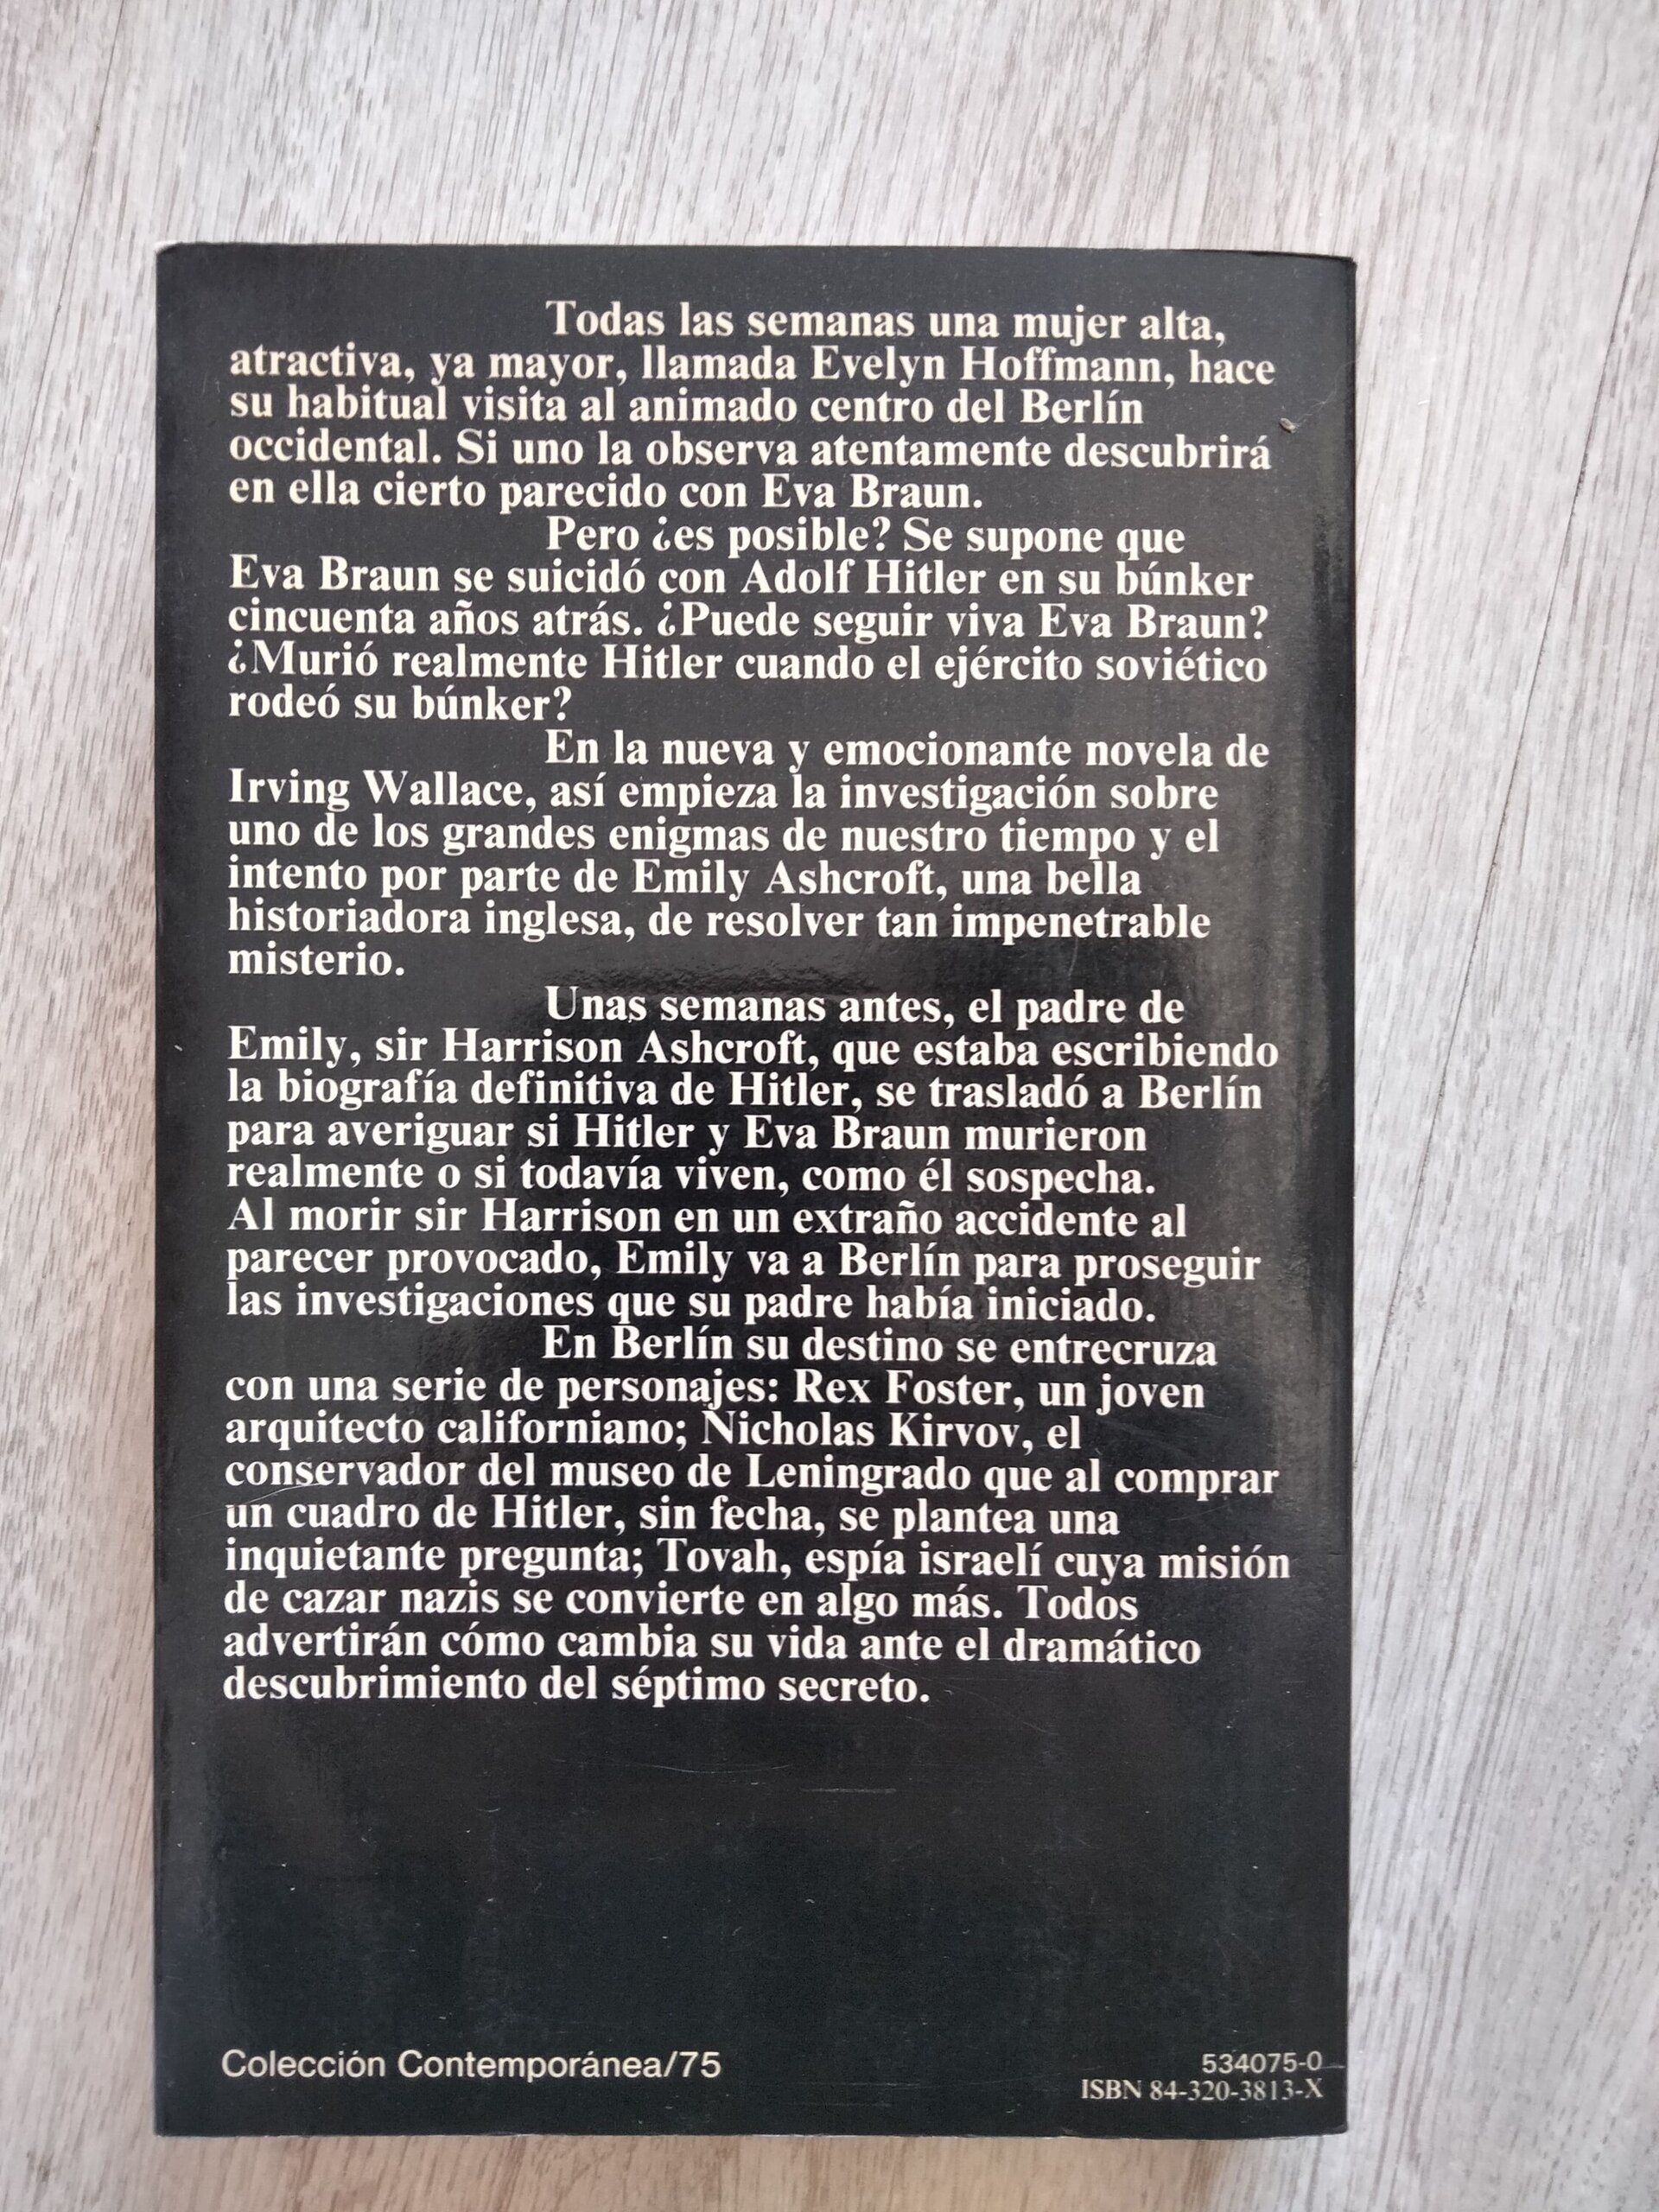 Todas las semanas una mujer alta,
atractiva, ya mayor, llamada Evelyn Hoffmann, hace
su habitual visita al animado centro del Berlín
occidental. Si uno la observa atentamente descubrirá
en ella cierto parecido con Eva Braun.
Pero ¿es posible? Se supone que
Eva Braun se suicidó con Adolf Hitler en su búnker
cincuenta años atrás. ¿Puede seguir viva Eva Braun?
¿Murió realmente Hitler cuando el ejército soviético
rodeó su búnker?
En la nueva y emocionante novela de
Irving Wallace, así empieza la investigación sobre
uno de los grandes enigmas de nuestro tiempo y el
intento por parte de Emily Ashcroft, una bella
historiadora inglesa, de resolver tan impenetrable
misterio.
Unas semanas antes, el padre de
Emily, sir Harrison Ashcroft, que estaba escribiendo
la biografía definitiva de Hitler, se trasladó a Berlín
para averiguar si Hitler y Eva Braun murieron
realmente o si todavía viven, como él sospecha.
Al morir sir Harrison en un extraño accidente al
parecer provocado, Emily va a Berlín para proseguir
las investigaciones que su padre había iniciado.
En Berlín su destino se entrecruza
con una serie de personajes: Rex Foster, un joven
arquitecto californiano; Nicholas Kirvov, el
conservador del museo de Leningrado que al comprar
un cuadro de Hitler, sin fecha, se plantea una
inquietante pregunta; Tovah, espía israelí cuya misión
de cazar nazis se convierte en algo más. Todos
advertirán cómo cambia su vida ante el dramático
descubrimiento del séptimo secreto.
Colección Contemporánea/75
534075-0
ISBN 84-320-3813-X